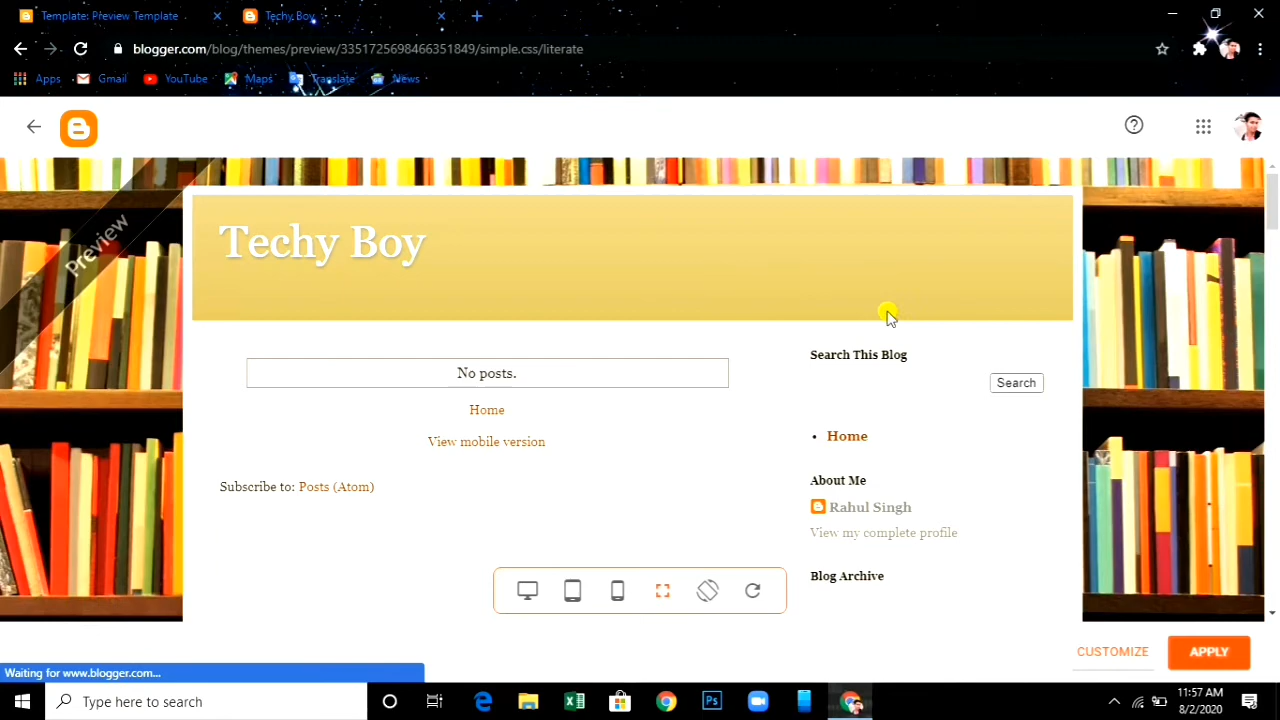 Template: Preview Template
Techy Boy
blogger.com/blog/themes/preview/3351725698466351849/simple.css/literate
Apps
Gmail
YouTube
Maps
Translate
News
Preview
Techy Boy
No posts.
Home
View mobile version
Subscribe to: Posts (Atom)
Search This Blog
Search
Home
About Me
Rahul Singh
View my complete profile
Blog Archive
CUSTOMIZE
APPLY
Waiting for www.blogger.com...
Type here to search
Ps
11:57 AM
8/2/2020